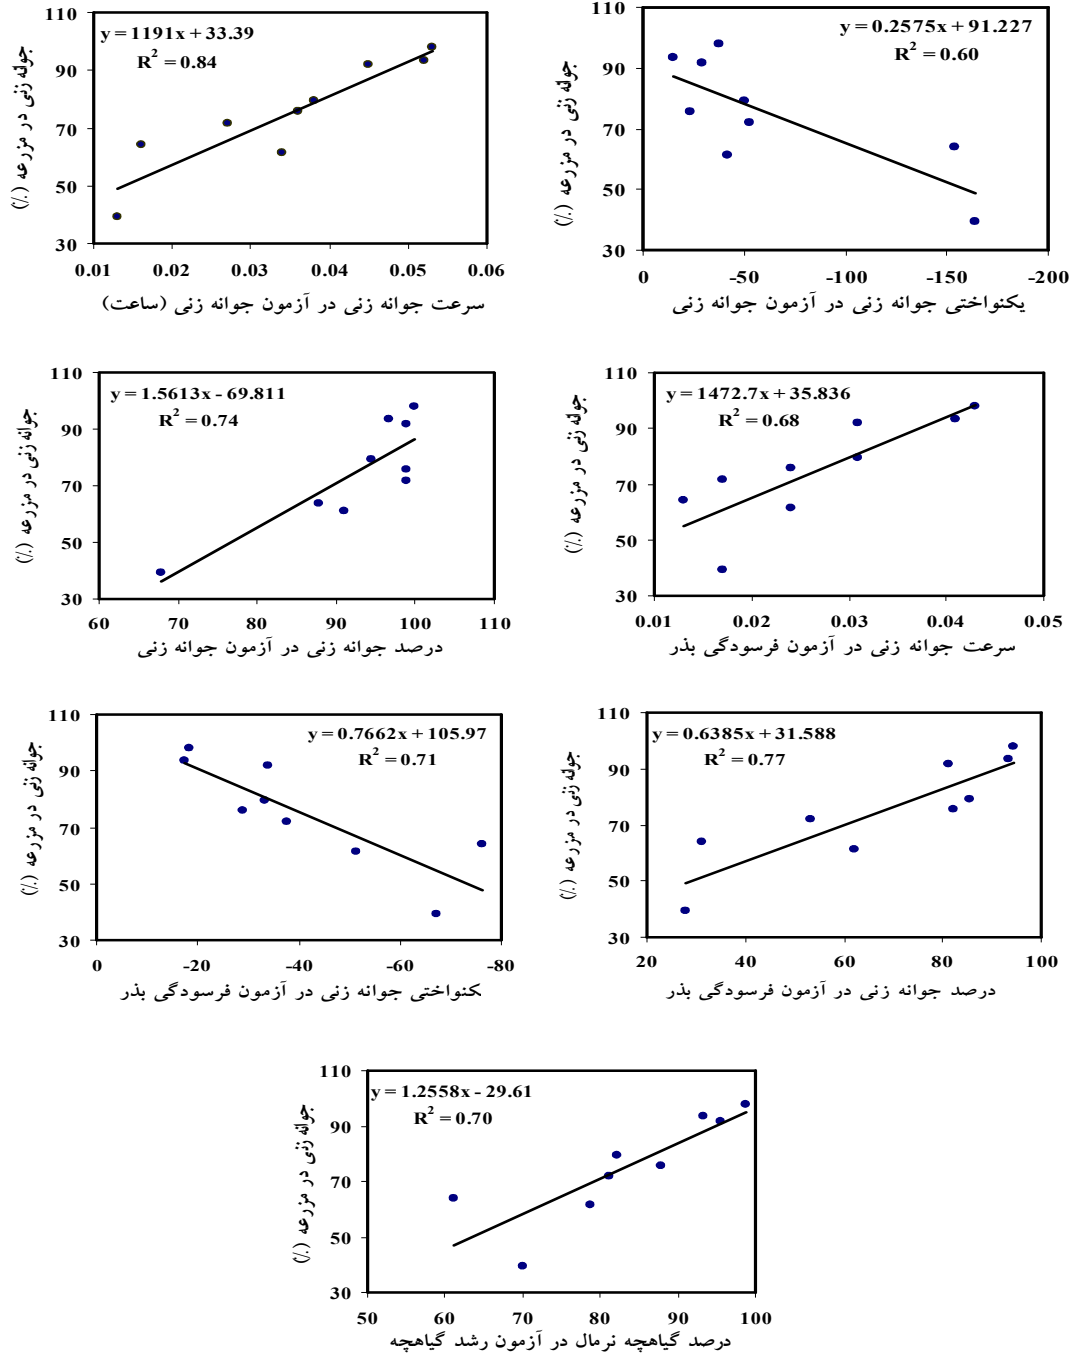 y = 1191x + 33.39
R² = 0.84
جوانه زنی در مزرعه (٪)
110
90
70
50
30
0.01 0.02 0.03 0.04 0.05 0.06
سرعت جوانه زنی در آزمون جوانه زنی (ساعت)
y = 0.2575x + 91.227
R² = 0.60
جوانه زنی در مزرعه (٪)
110
90
70
50
30
0 -50 -100 -150 -200
یکنواختی جوانه زنی در آزمون جوانه زنی
y = 1.5613x - 69.811
R² = 0.74
جوانه زنی در مزرعه (٪)
110
90
70
50
30
60 70 80 90 100 110
درصد جوانه زنی در آزمون جوانه زنی
y = 1472.7x + 35.836
R² = 0.68
جوانه زنی در مزرعه (٪)
110
90
70
50
30
0.01 0.02 0.03 0.04 0.05
سرعت جوانه زنی در آزمون فرسودگی بذر
y = 0.7662x + 105.97
R² = 0.71
جوانه زنی در مزرعه (٪)
110
90
70
50
30
0 -20 -40 -60 -80
یکنواختی جوانه زنی در آزمون فرسودگی بذر
y = 0.6385x + 31.588
R² = 0.77
جوانه زنی در مزرعه (٪)
110
90
70
50
30
20 40 60 80 100
درصد جوانه زنی در آزمون فرسودگی بذر
y = 1.2558x - 29.61
R² = 0.70
جوانه زنی در مزرعه (٪)
110
90
70
50
30
50 60 70 80 90 100
درصد گیاهچه نرمال در آزمون رشد گیاهچه